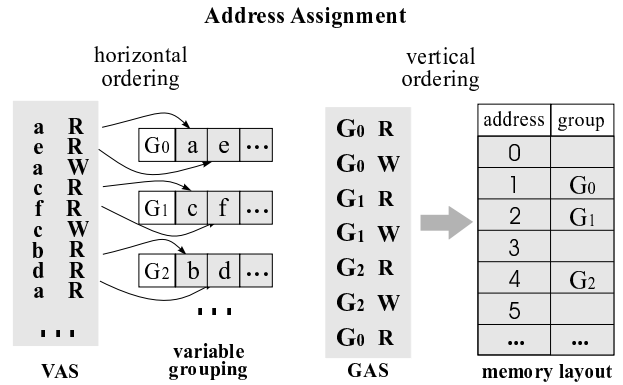 Address Assignment
horizontal
ordering
a R
e R
a W
c R
f R
c W
b R
d R
a R
...
VAS
G0 a e ...
G1 c f ...
G2 b d ...
...
variable
grouping
vertical
ordering
G0 R
G0 W
G1 R
G1 W
G2 R
G2 W
G0 R
GAS
address group
0
1 G0
2 G1
3
4 G2
5
... ...
memory layout